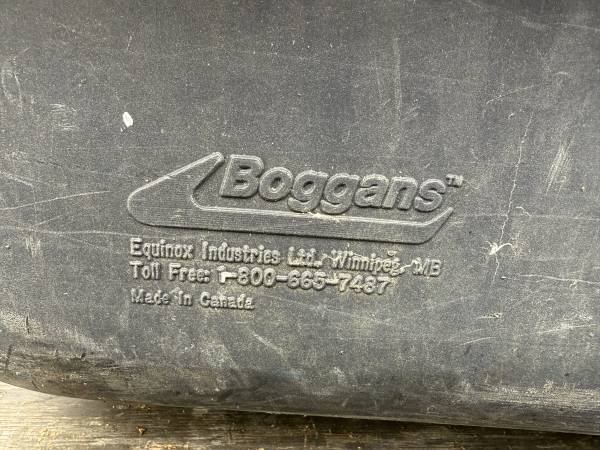 Boggans™
Equinox Industries Ltd. Winnipeg, MB
Toll Free: 1-800-665-7487
Made in Canada